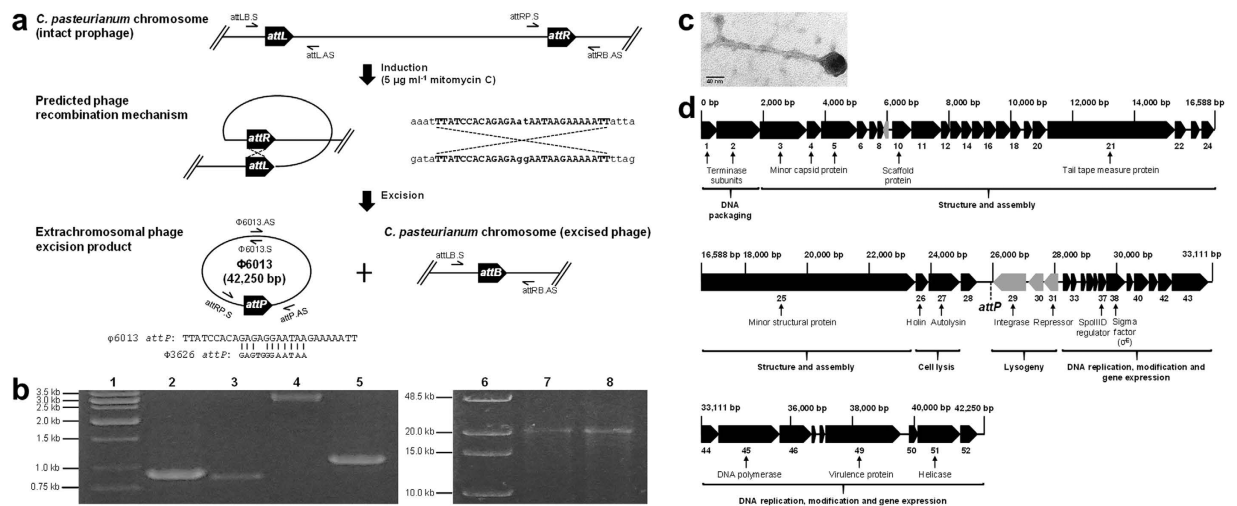 a
C. pasteurianum chromosome
(intact prophage)
attLB.S
attL
attL.AS
attRP.S
attR
attRB.AS
Induction
(5 µg ml-1 mitomycin C)
Predicted phage
recombination mechanism
attR
attL
aaatTTATCCACAGAGAatAATAAGAAAAATTatta
gataTTATCCACAGAGAggAATAAGAAAAATTttag
Excision
Extrachromosomal phage
excision product
Φ6013.AS
Φ6013.S
Φ6013
(42,250 bp)
attRP.S
attP
attP.AS
+
C. pasteurianum chromosome (excised phage)
attLB.S
attB
attRB.AS
φ6013 attP: TTATCCACAGAGAGGAATAAGAAAAATT
Φ3626 attP: GAGTGGGAATAA
b
1 2 3 4 5
3.5 kb
3.0 kb
2.5 kb
2.0 kb
1.5 kb
1.0 kb
0.75 kb
6 7 8
48.5 kb
20.0 kb
15.0 kb
10.0 kb
c
40 nm
d
0 bp 2,000 bp 4,000 bp 6,000 bp 8,000 bp 10,000 bp 12,000 bp 14,000 bp 16,588 bp
1 2 3 4 5 6 8 10 11 12 14 16 18 20 21 22 24
Terminase subunits
Minor capsid protein
Scaffold protein
Tail tape measure protein
DNA packaging
Structure and assembly
16,588 bp 18,000 bp 20,000 bp 22,000 bp 24,000 bp 26,000 bp 28,000 bp 30,000 bp 33,111 bp
attP
25 26 27 28 29 30 31 33 37 38 40 42 43
Minor structural protein
Holin
Autolysin
Integrase
Repressor
SpoIIID regulator
Sigma factor (σE)
Structure and assembly
Cell lysis
Lysogeny
DNA replication, modification and gene expression
33,111 bp 36,000 bp 38,000 bp 40,000 bp 42,250 bp
44 45 46 49 50 51 52
DNA polymerase
Virulence protein
Helicase
DNA replication, modification and gene expression